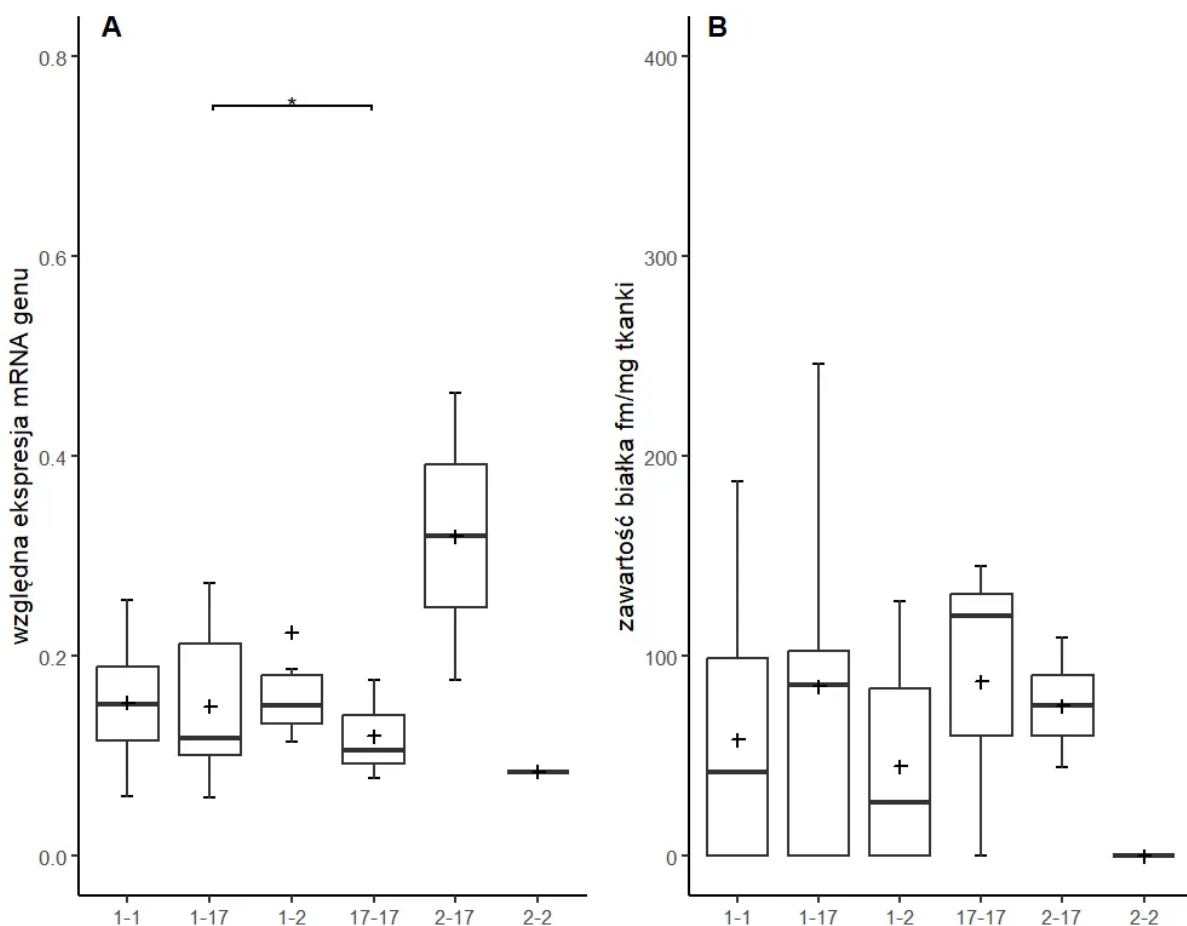 A
względna ekspresja mRNA genu
0.8
0.6
0.4
0.2
0.0
*
1-1 1-17 1-2 17-17 2-17 2-2
B
zawartość białka fm/mg tkanki
400
300
200
100
0
1-1 1-17 1-2 17-17 2-17 2-2